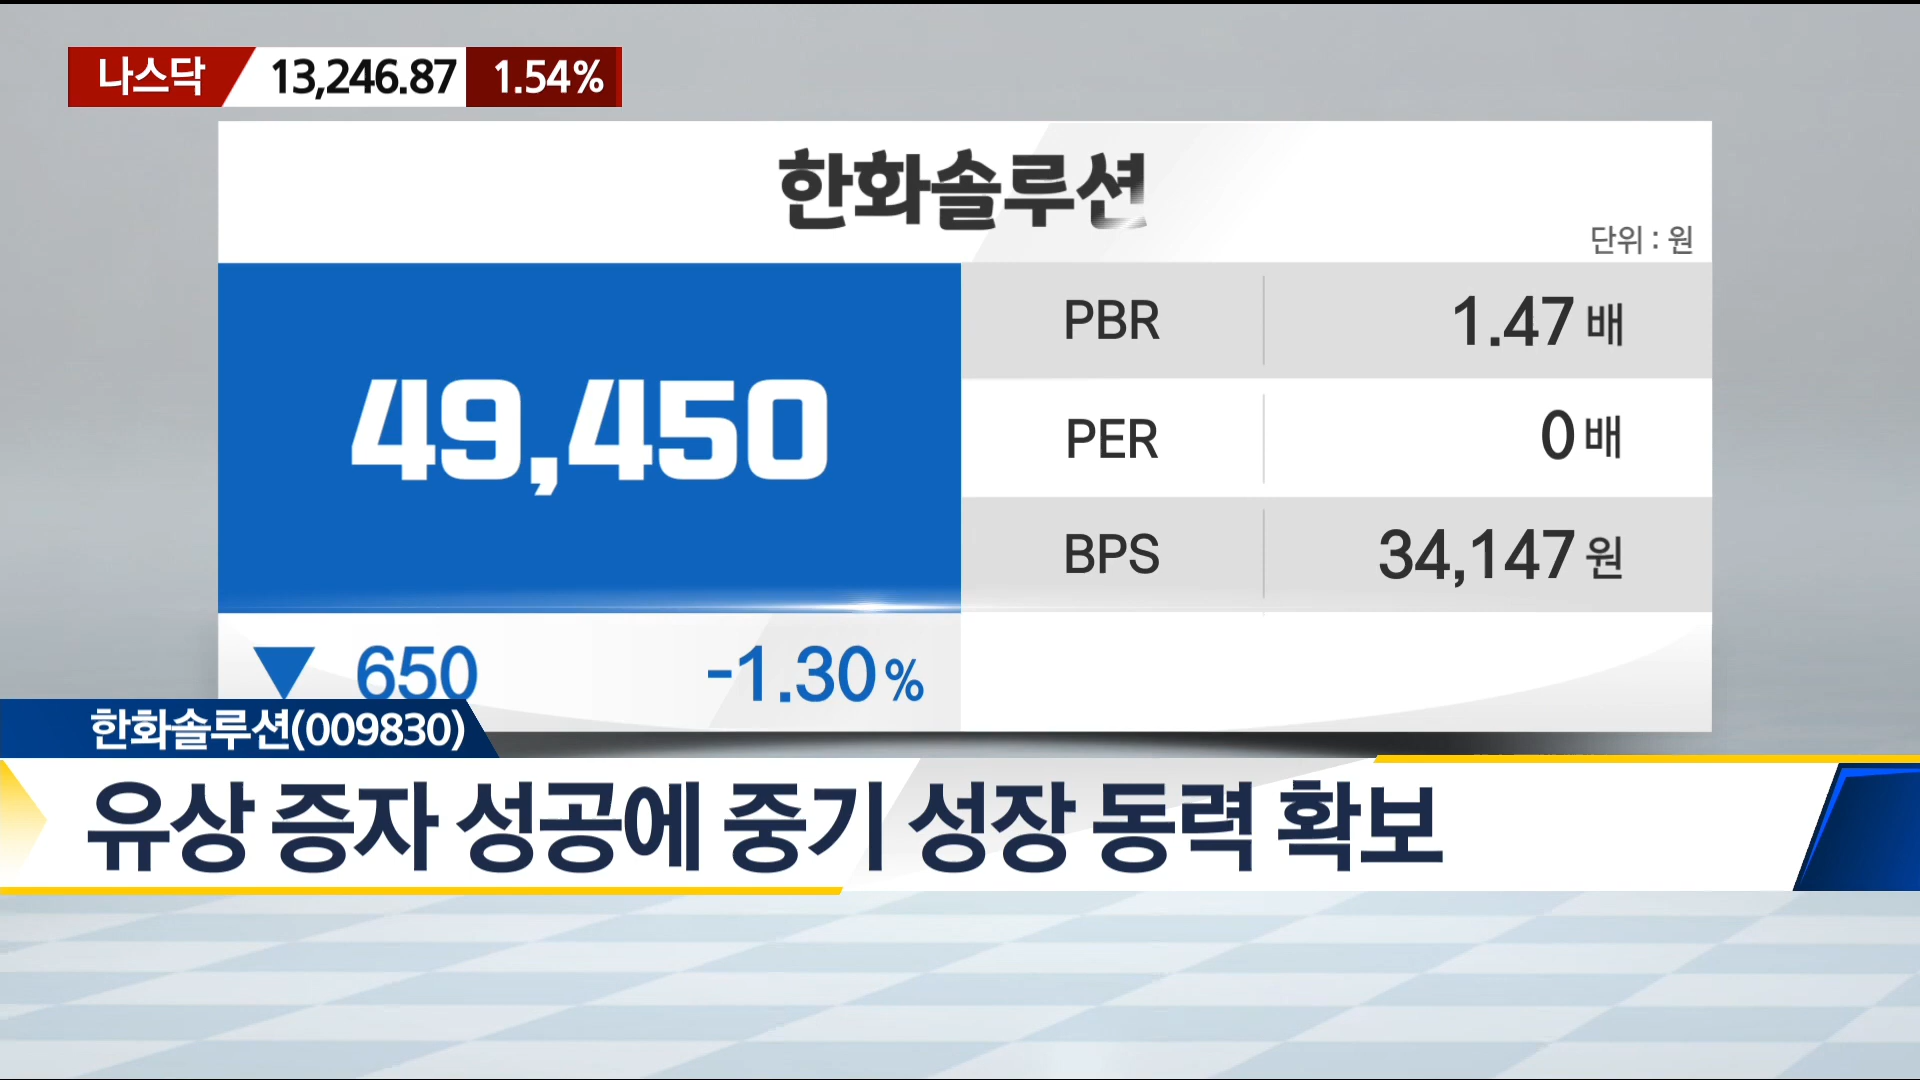 나스닥 13,246.87 1.54%
한화솔루션
단위 : 원
49,450
PBR 1.47 배
PER 0 배
BPS 34,147 원
▼ 650 -1.30 %
한화솔루션(009830)
유상 증자 성공에 중기 성장 동력 확보